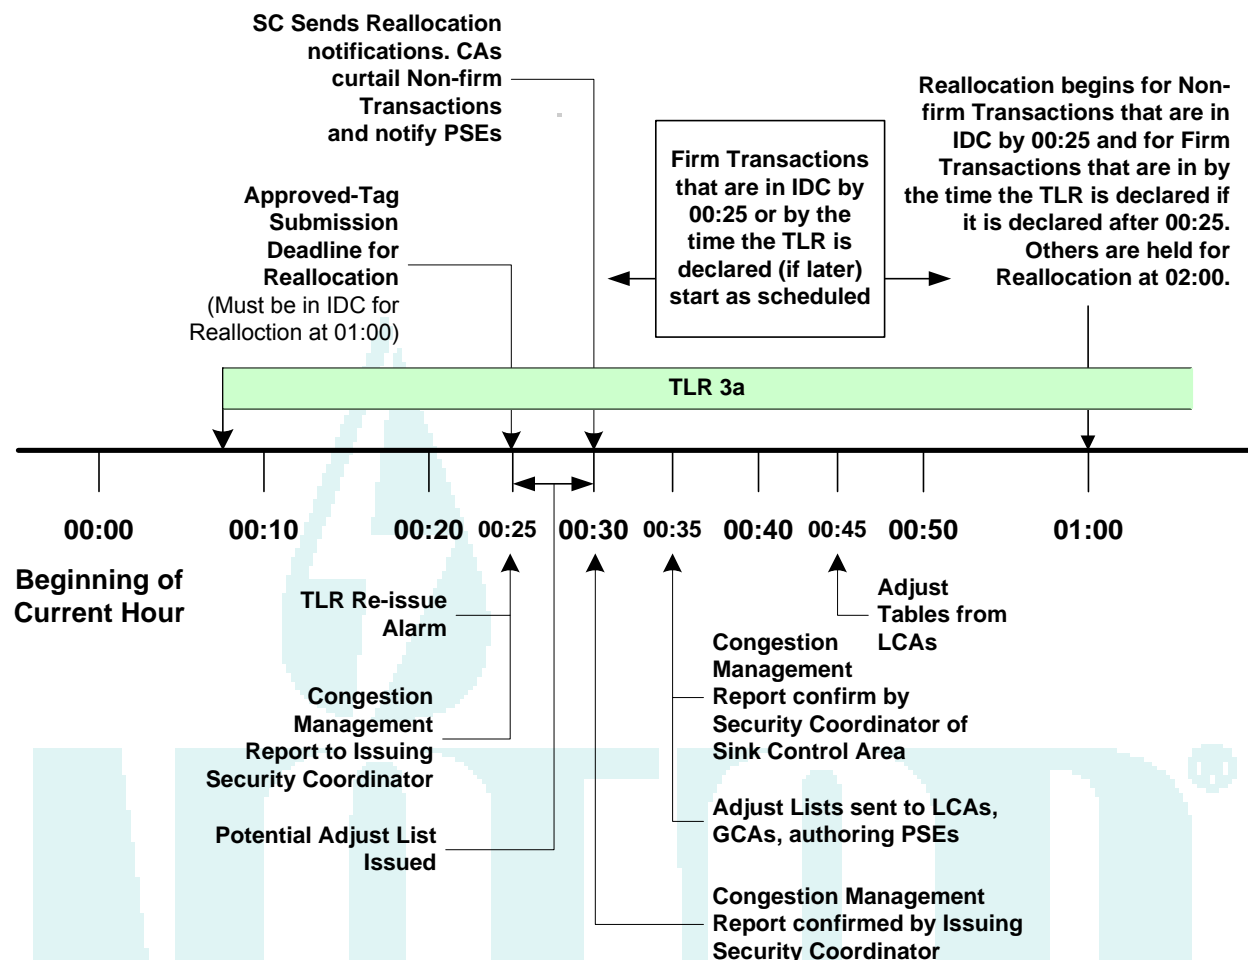 SC Sends Reallocation
notifications. CAs
curtail Non-firm
Transactions
and notify PSEs
Reallocation begins for Non-
firm Transactions that are in
IDC by 00:25 and for Firm
Transactions that are in by
the time the TLR is declared if
it is declared after 00:25.
Others are held for
Reallocation at 02:00.
Firm Transactions
that are in IDC by
00:25 or by the
time the TLR is
declared (if later)
start as scheduled
Approved-Tag
Submission
Deadline for
Reallocation
(Must be in IDC for
Realloction at 01:00)
TLR 3a
00:00
00:10
00:20
00:25
00:30
00:35
00:40
00:45
00:50
01:00
Beginning of
Current Hour
TLR Re-issue
Alarm
Adjust
Tables from
LCAs
Congestion
Management
Report confirm by
Security Coordinator of
Sink Control Area
Congestion
Management
Report to Issuing
Security Coordinator
Adjust Lists sent to LCAs,
GCAs, authoring PSEs
Potential Adjust List
Issued
Congestion Management
Report confirmed by Issuing
Security Coordinator